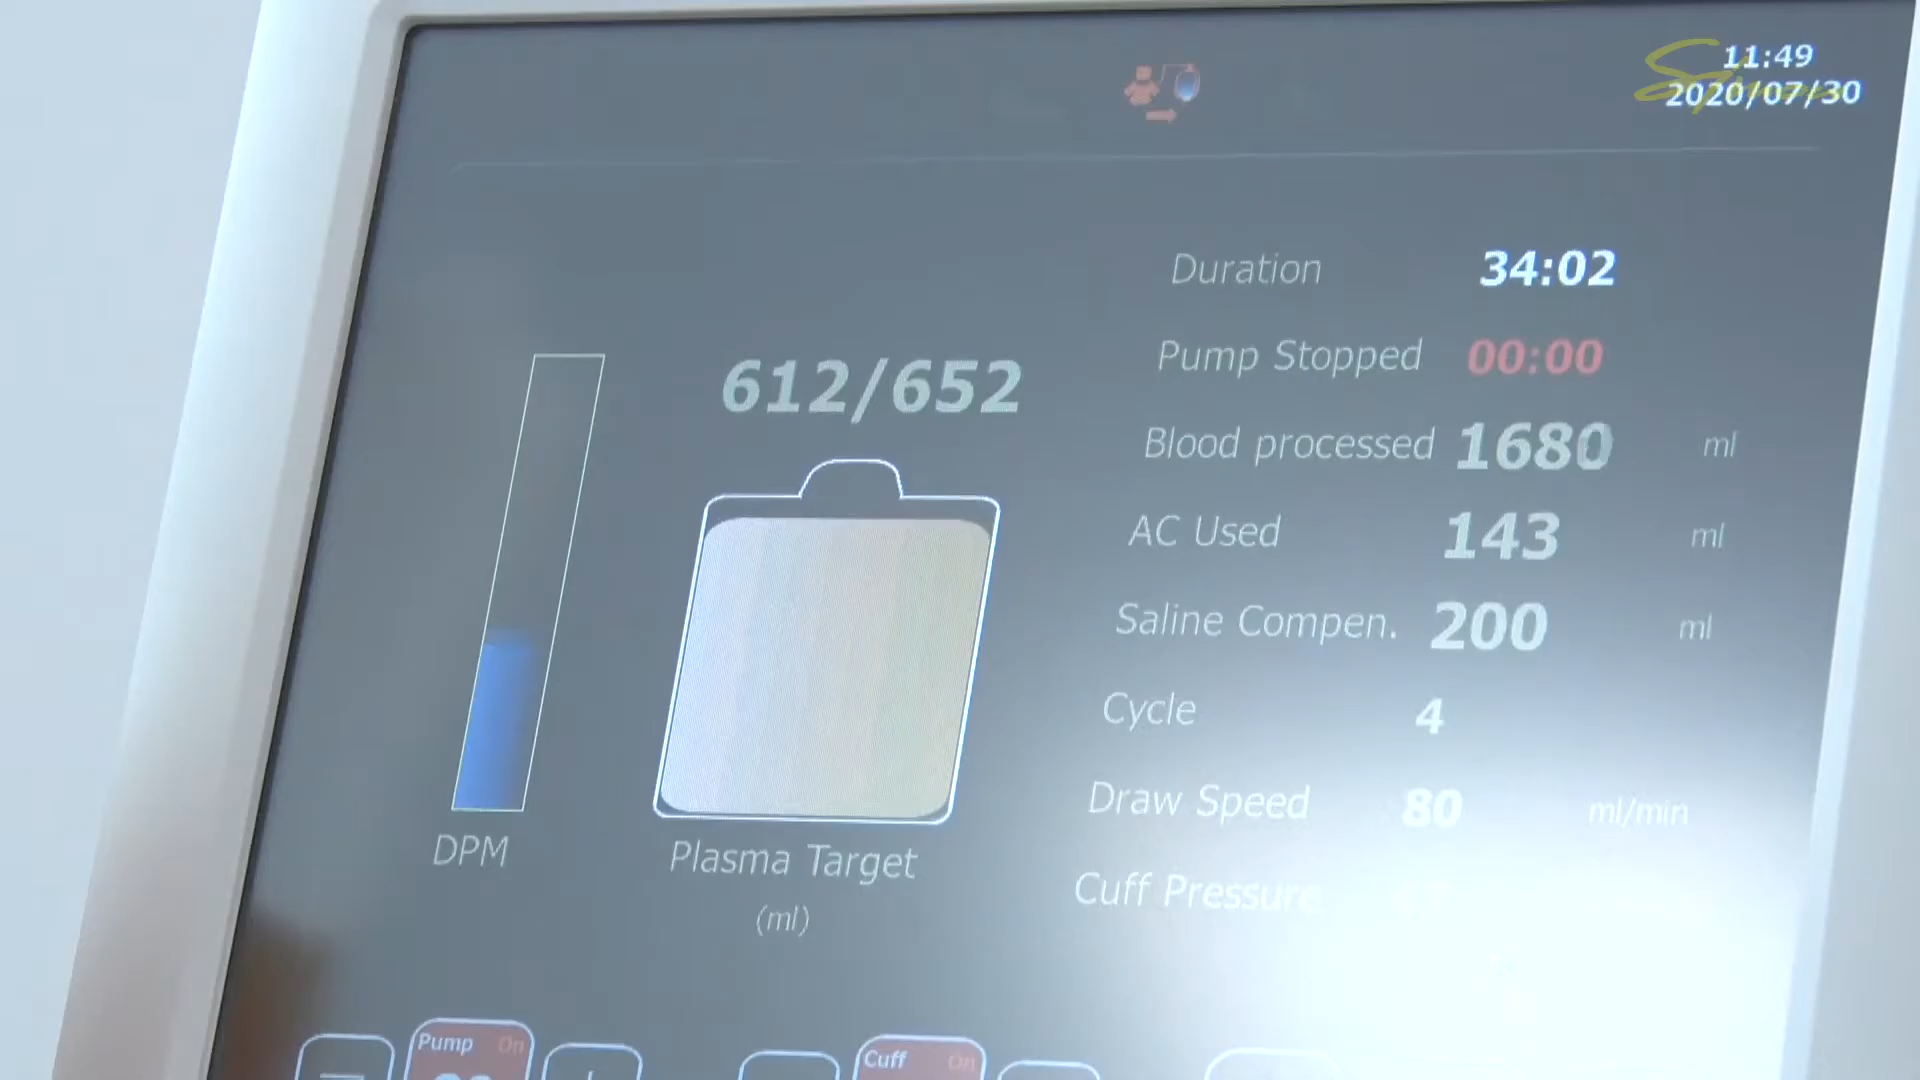 11:49
2020/07/30
Duration 34:02
Pump Stopped 00:00
612/652
Blood processed 1680 ml
AC Used 143 ml
Saline Compen. 200 ml
Cycle 4
Draw Speed 80 ml/min
DPM
Plasma Target
(ml)
Cuff Pressure
Pump On
Cuff On